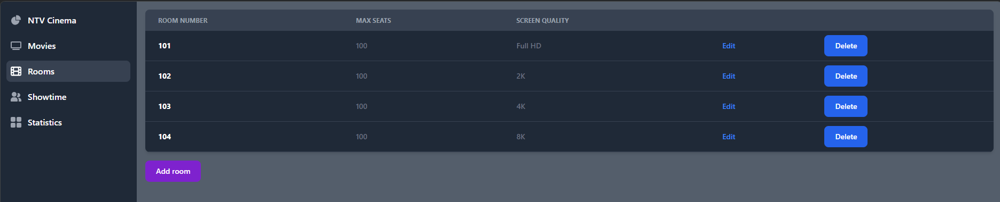 NTV Cinema
Movies
Rooms
Showtime
Statistics
ROOM NUMBER MAX SEATS SCREEN QUALITY
101 100 Full HD Edit Delete
102 100 2K Edit Delete
103 100 4K Edit Delete
104 100 8K Edit Delete
Add room